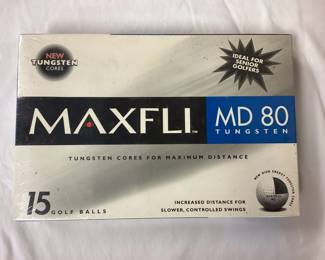 NEW
TUNGSTEN
CORES
IDEAL FOR
SENIOR
GOLFERS
MAXFLI™
MD 80
TUNGSTEN
TUNGSTEN CORES FOR MAXIMUM DISTANCE
15 GOLF BALLS
INCREASED DISTANCE FOR
SLOWER, CONTROLLED SWINGS